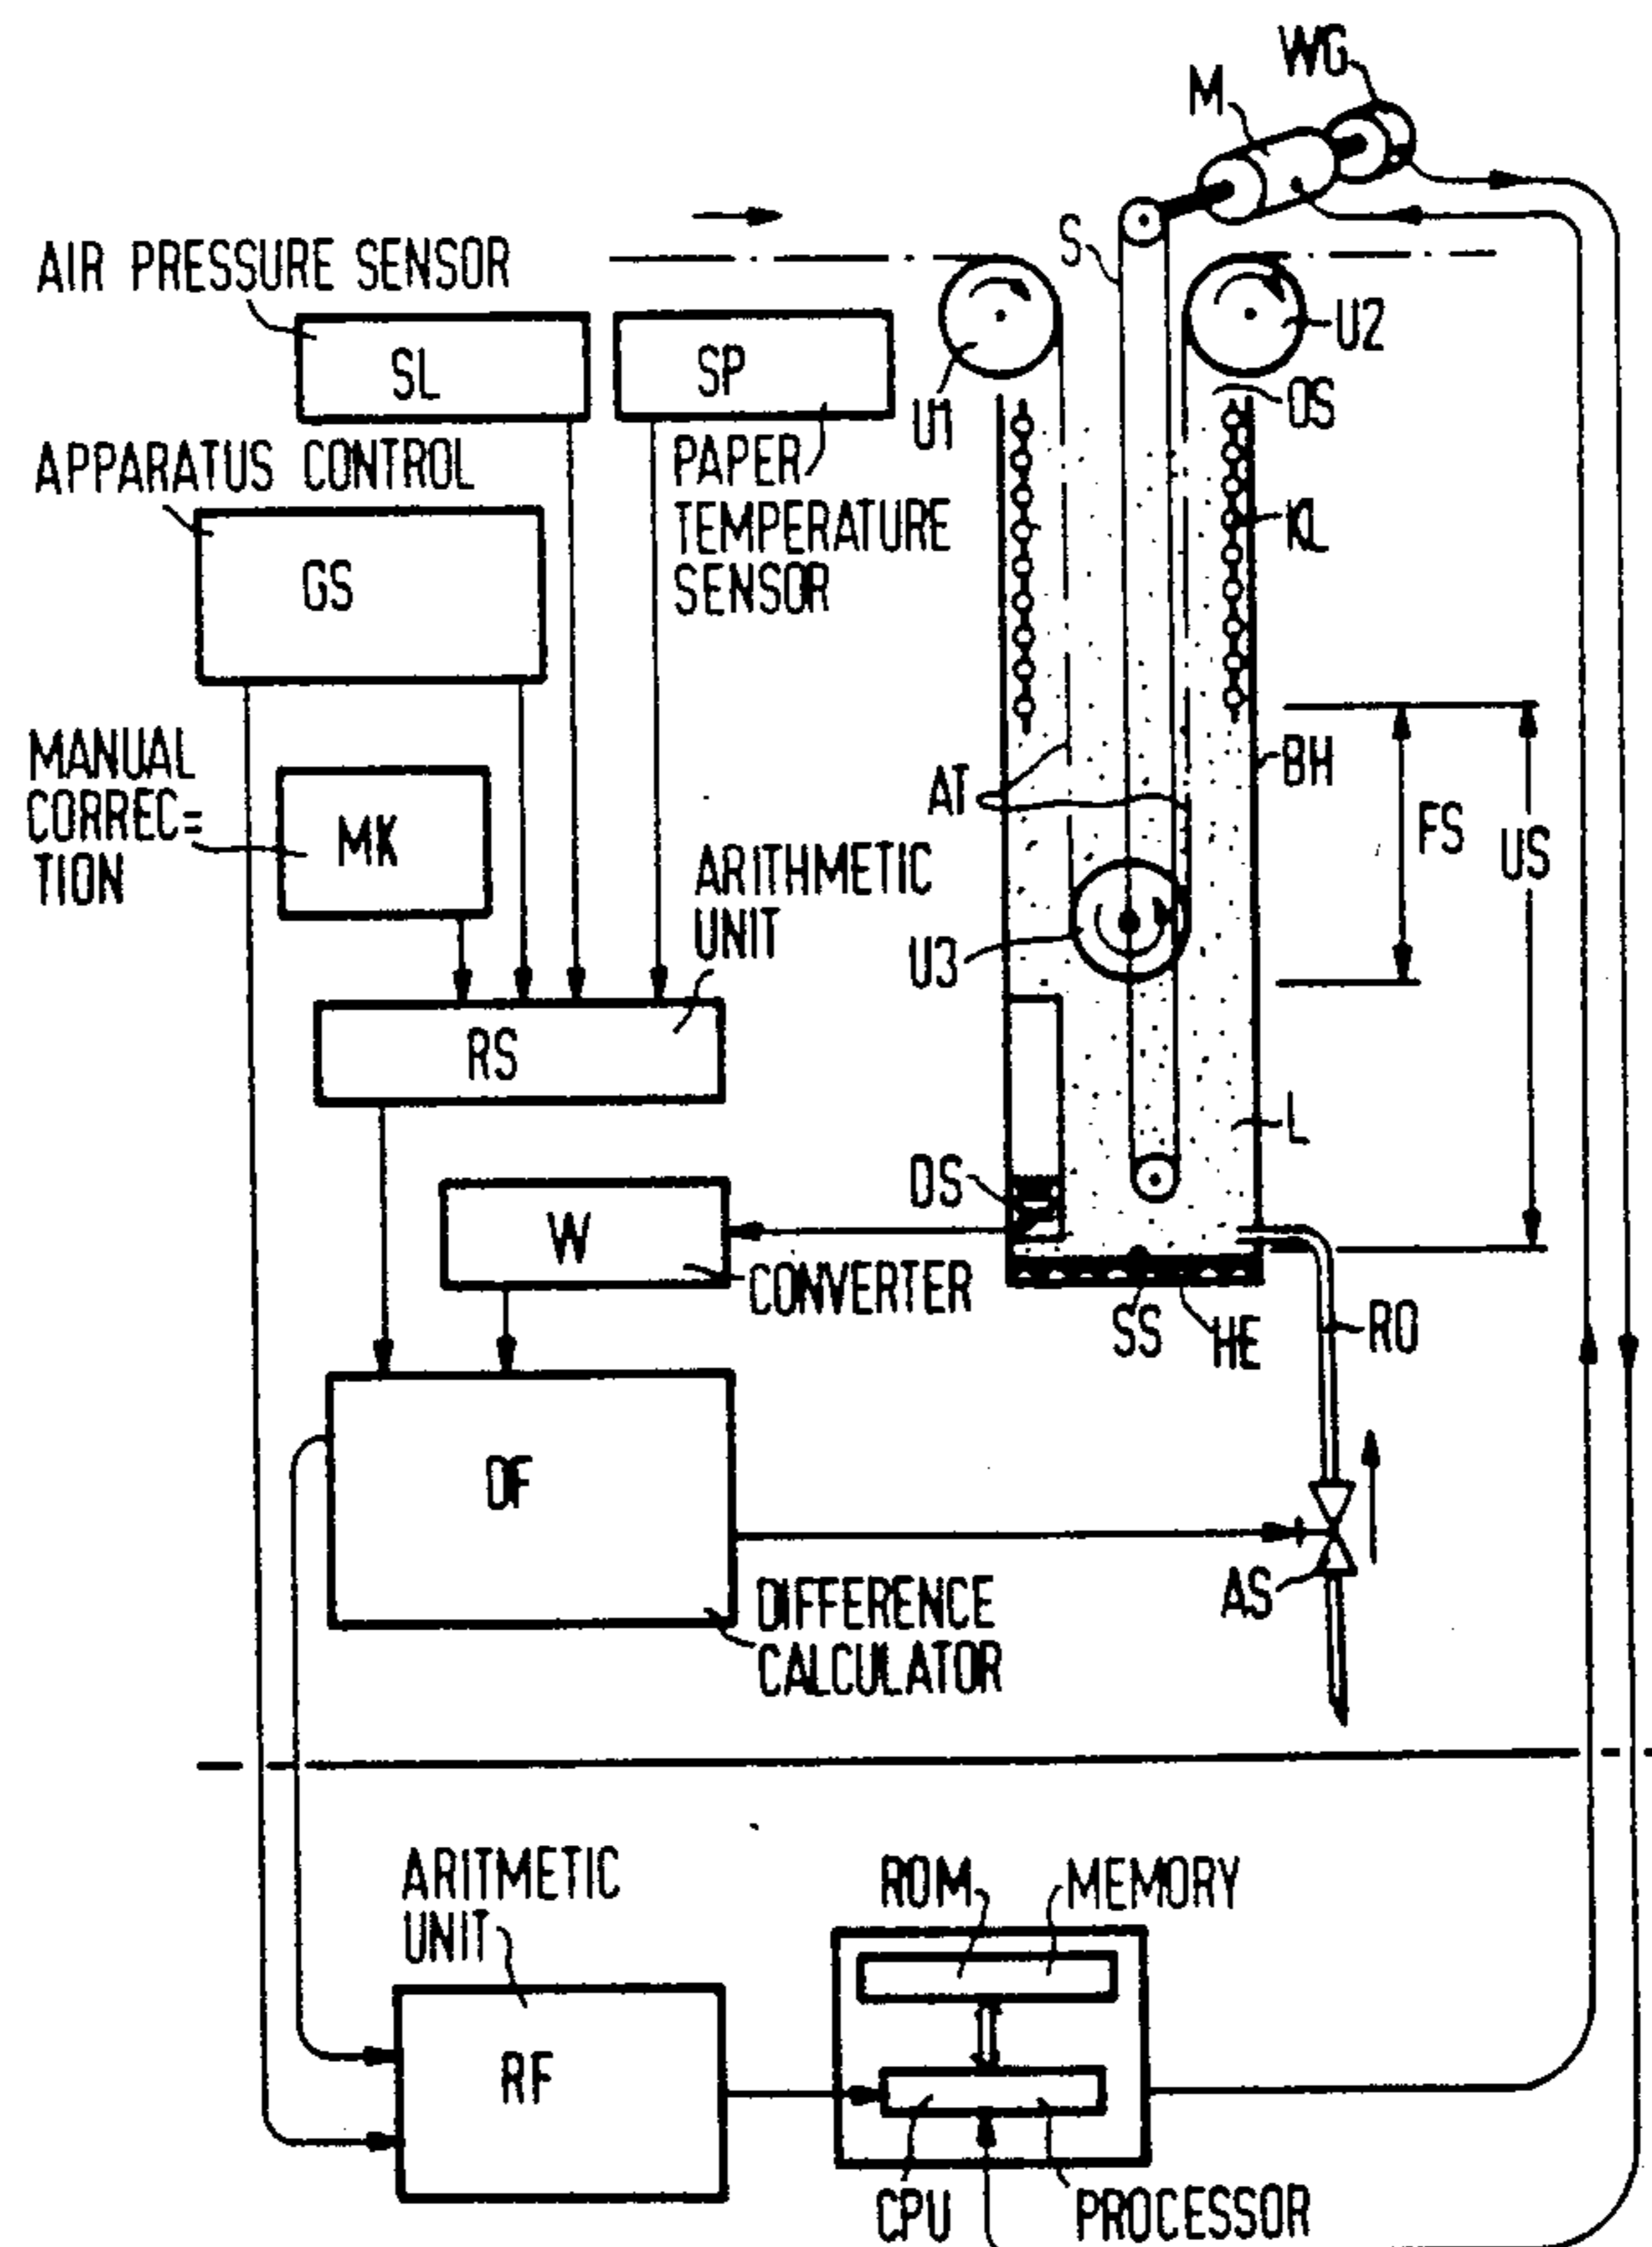 WG
M
S
AIR PRESSURE SENSOR
SL
SP
U1
U2
OS
PAPER
TEMPERATURE
SENSOR
KL
APPARATUS CONTROL
GS
MANUAL
CORREC=
TION
MK
AT
BH
FS
US
ARITHMETIC
UNIT
U3
RS
L
DS
W
CONVERTER
SS
HE
RO
DF
AS
DIFFERENCE
CALCULATOR
ARITMETIC
UNIT
ROM
MEMORY
RF
CPU
PROCESSOR